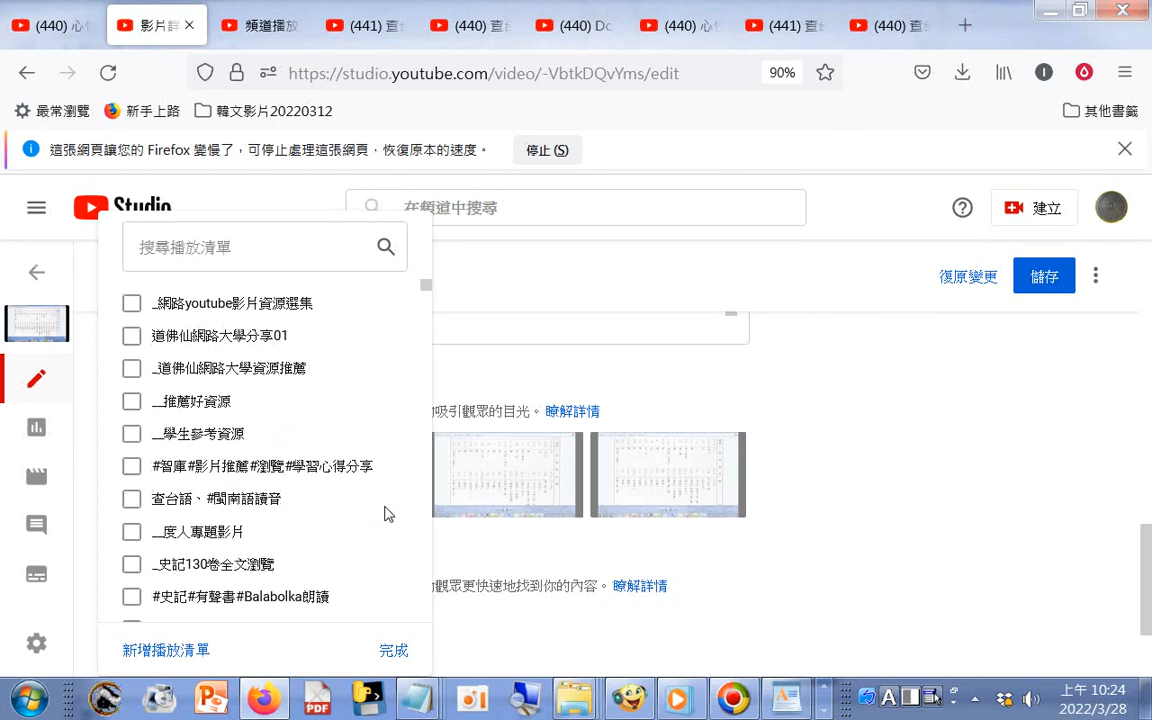 (440) 心
影片詳
頻道播放
(441) 查
(440) 查
(440) Dc
(440) 心
(441) 查
(440) 查
https://studio.youtube.com/video/-VbtkDQvYms/edit
90%
最常瀏覽
新手上路
韓文影片20220312
其他書籤
這張網頁讓您的 Firefox 變慢了，可停止處理這張網頁，恢復原本的速度。
停止 (S)
Studio
在頻道中搜尋
建立
搜尋播放清單
復原變更
儲存
_網路youtube影片資源選集
道佛仙網路大學分享01
_道佛仙網路大學資源推薦
__推薦好資源
吸引觀眾的目光。 瞭解詳情
__學生參考資源
#智庫#影片推薦#瀏覽#學習心得分享
查台語、#閩南語讀音
__度人專題影片
_史記130卷全文瀏覽
觀眾更快速地找到你的內容。 瞭解詳情
#史記#有聲書#Balabolka朗讀
新增播放清單
完成
PDF
A
上午 10:24
2022/3/28